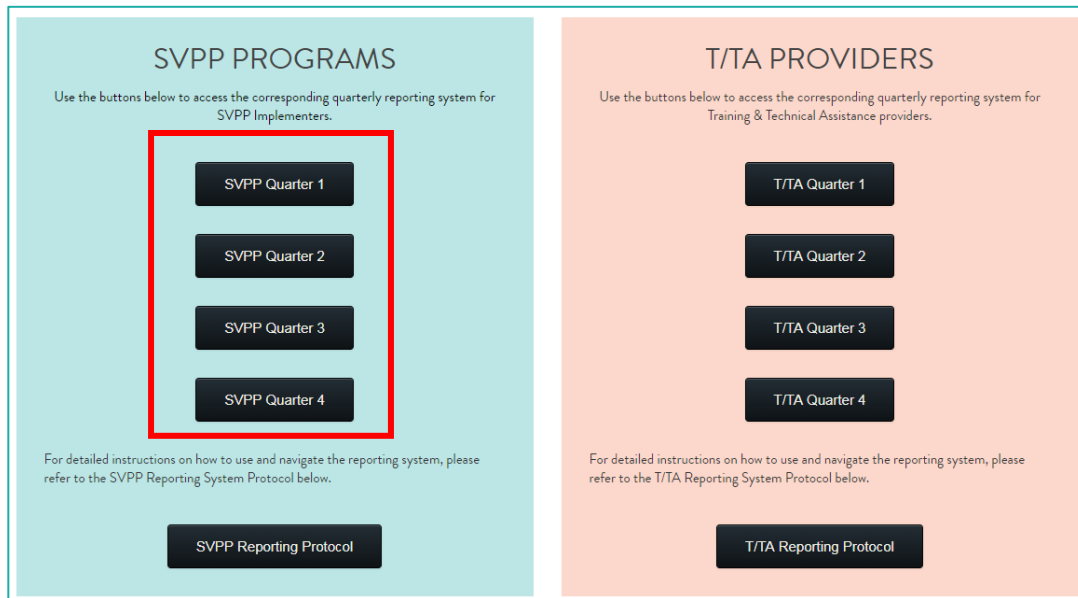 SVPP PROGRAMS
Use the buttons below to access the corresponding quarterly reporting system for
SVPP Implementers.
SVPP Quarter 1
SVPP Quarter 2
SVPP Quarter 3
SVPP Quarter 4
For detailed instructions on how to use and navigate the reporting system, please
refer to the SVPP Reporting System Protocol below.
SVPP Reporting Protocol
T/TA PROVIDERS
Use the buttons below to access the corresponding quarterly reporting system for
Training & Technical Assistance providers.
T/TA Quarter 1
T/TA Quarter 2
T/TA Quarter 3
T/TA Quarter 4
For detailed instructions on how to use and navigate the reporting system, please
refer to the T/TA Reporting System Protocol below.
T/TA Reporting Protocol